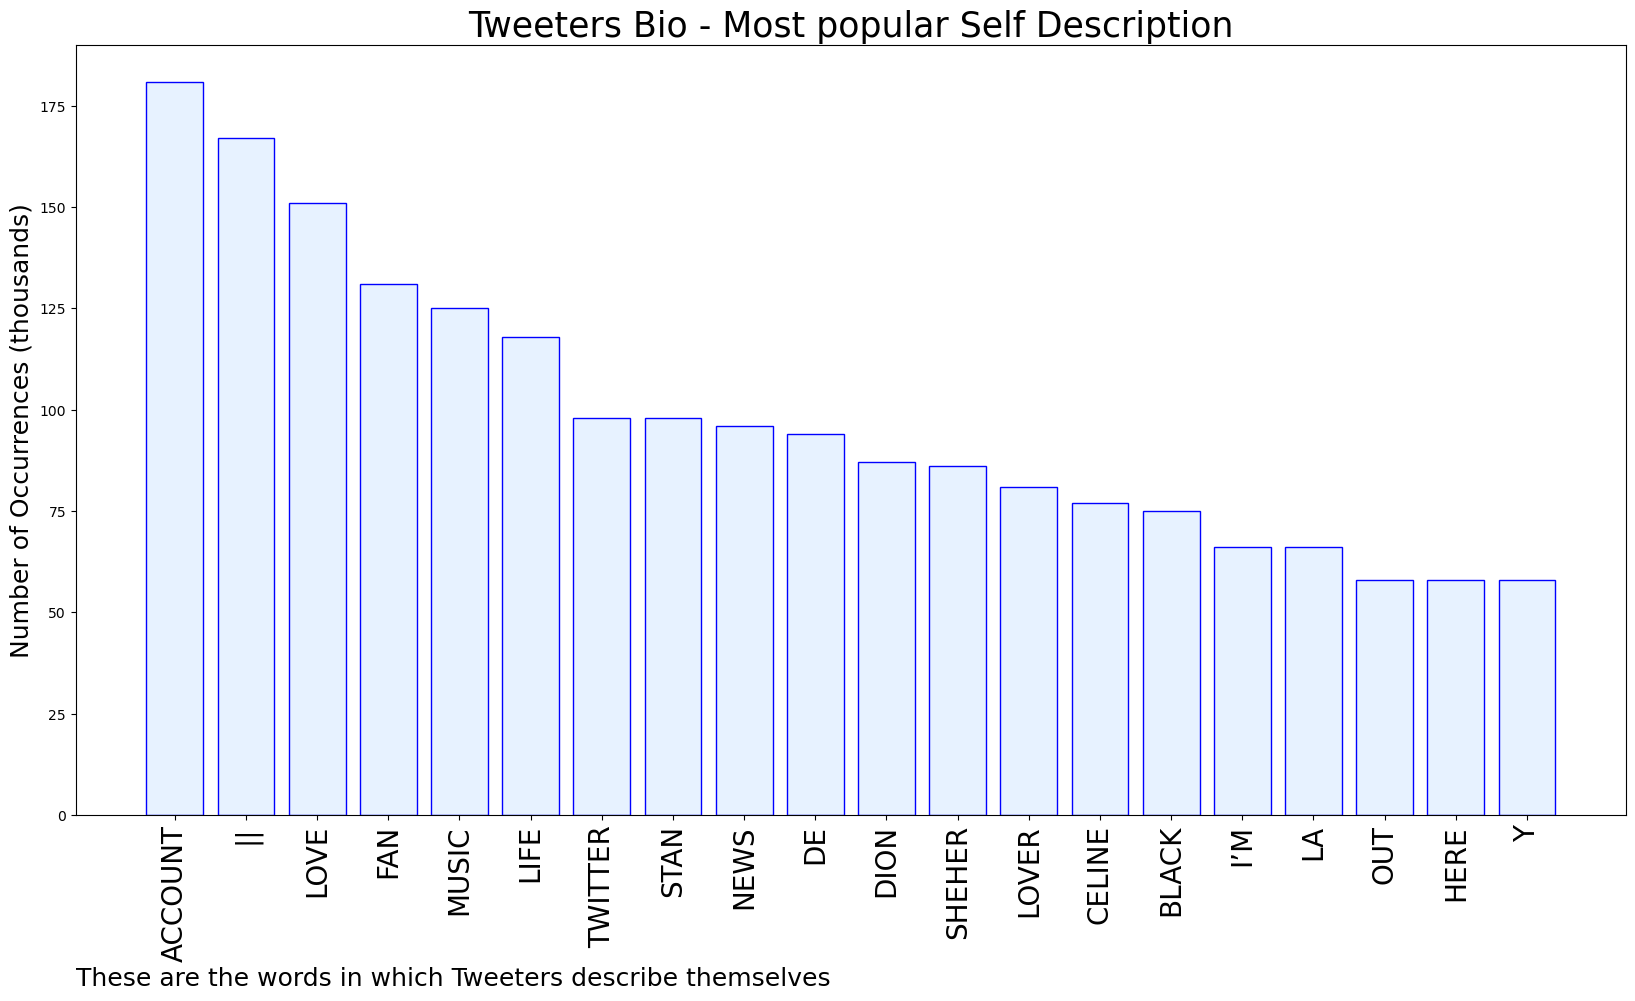 Tweeters Bio - Most popular Self Description
Number of Occurrences (thousands)
175
150
125
100
75
50
25
0
ACCOUNT
||
LOVE
FAN
MUSIC
LIFE
TWITTER
STAN
NEWS
DE
DION
SHEHER
LOVER
CELINE
BLACK
I’M
LA
OUT
HERE
Y
These are the words in which Tweeters describe themselves